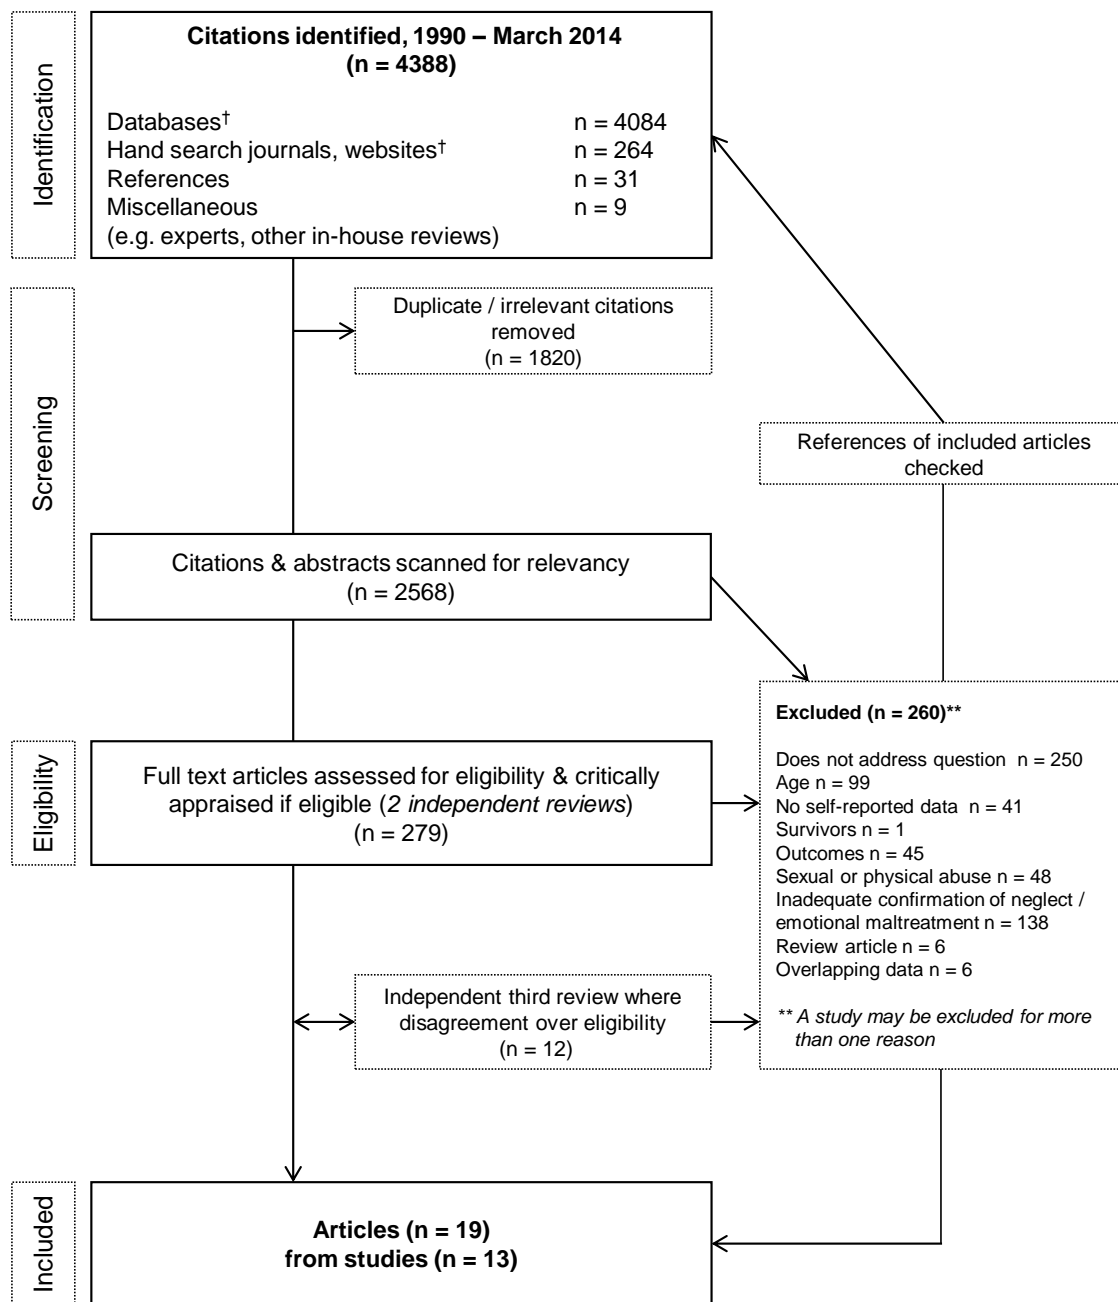 Identification
Citations identified, 1990 – March 2014
(n = 4388)
Databases† n = 4084
Hand search journals, websites† n = 264
References n = 31
Miscellaneous n = 9
(e.g. experts, other in-house reviews)
Screening
Duplicate / irrelevant citations
removed
(n = 1820)
References of included articles
checked
Citations & abstracts scanned for relevancy
(n = 2568)
Eligibility
Full text articles assessed for eligibility & critically
appraised if eligible (2 independent reviews)
(n = 279)
Excluded (n = 260)**
Does not address question n = 250
Age n = 99
No self-reported data n = 41
Survivors n = 1
Outcomes n = 45
Sexual or physical abuse n = 48
Inadequate confirmation of neglect /
emotional maltreatment n = 138
Review article n = 6
Overlapping data n = 6
** A study may be excluded for more
than one reason
Independent third review where
disagreement over eligibility
(n = 12)
Included
Articles (n = 19)
from studies (n = 13)